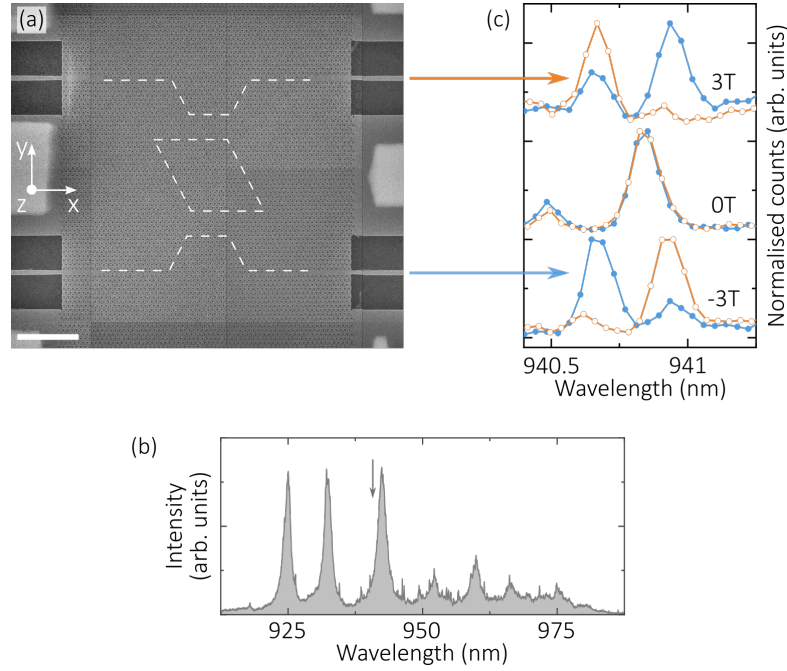 (a)
y
z
x
(c)
3T
0T
-3T
Normalised counts (arb. units)
940.5
941
Wavelength (nm)
(b)
Intensity
(arb. units)
925
950
975
Wavelength (nm)